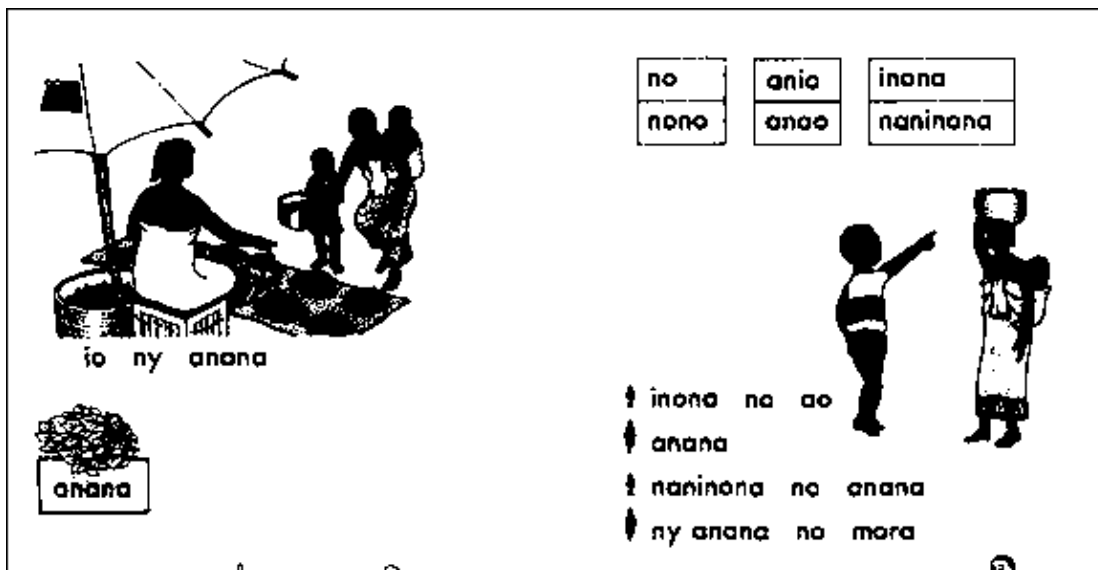 io ny anana
anana
no anio inona
nono anao naninona
inona no ao
anana
naninona no anana
ny anana no mora